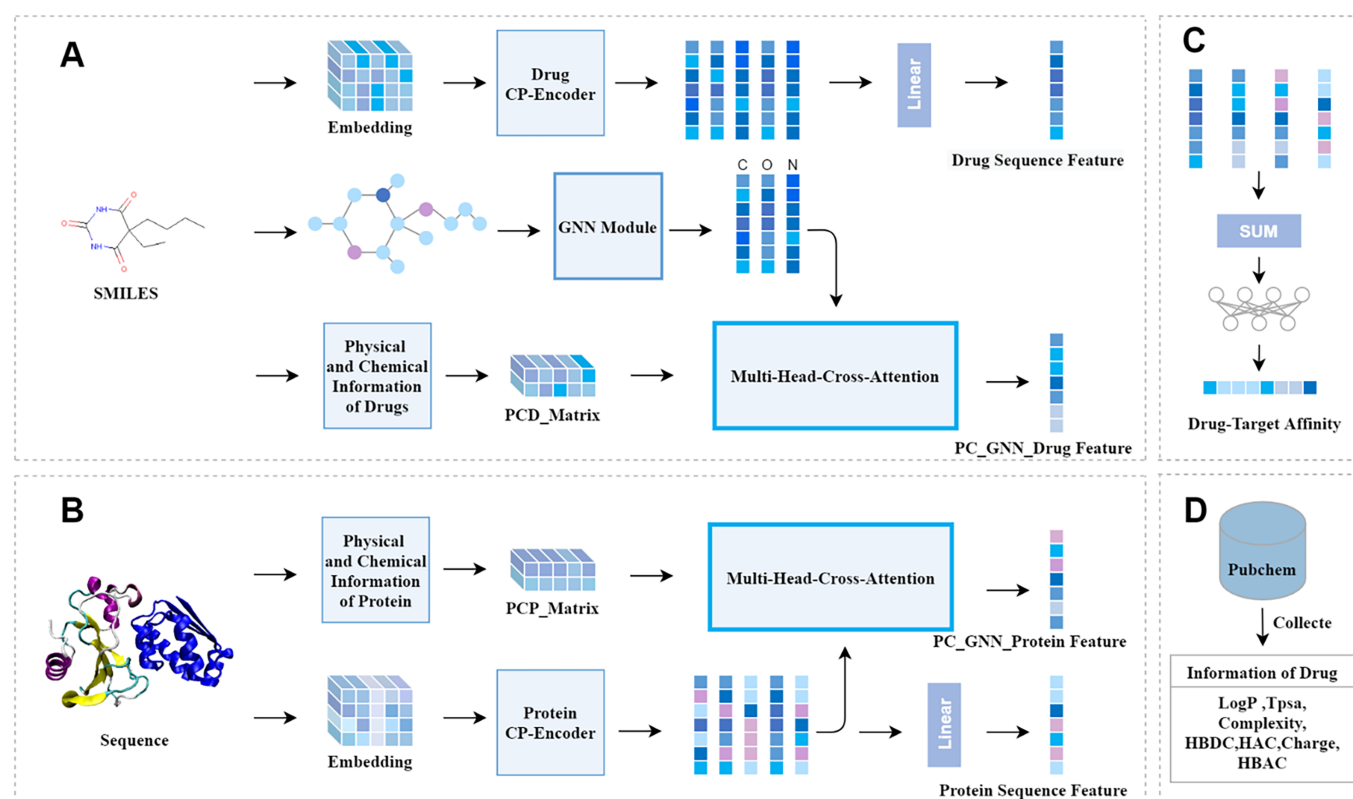 A
Embedding
Drug
CP-Encoder
Linear
Drug Sequence Feature
O
O
O
NH
NH
SMILES
GNN Module
C O N
Physical
and Chemical
Information
of Drugs
PCD_Matrix
Multi-Head-Cross-Attention
PC_GNN_Drug Feature
B
Sequence
Physical
and Chemical
Information
of Protein
PCP_Matrix
Multi-Head-Cross-Attention
PC_GNN_Protein Feature
Embedding
Protein
CP-Encoder
Linear
Protein Sequence Feature
C
SUM
Drug-Target Affinity
D
Pubchem
Collecte
Information of Drug
LogP ,Tpsa,
Complexity,
HBDC,HAC,Charge,
HBAC